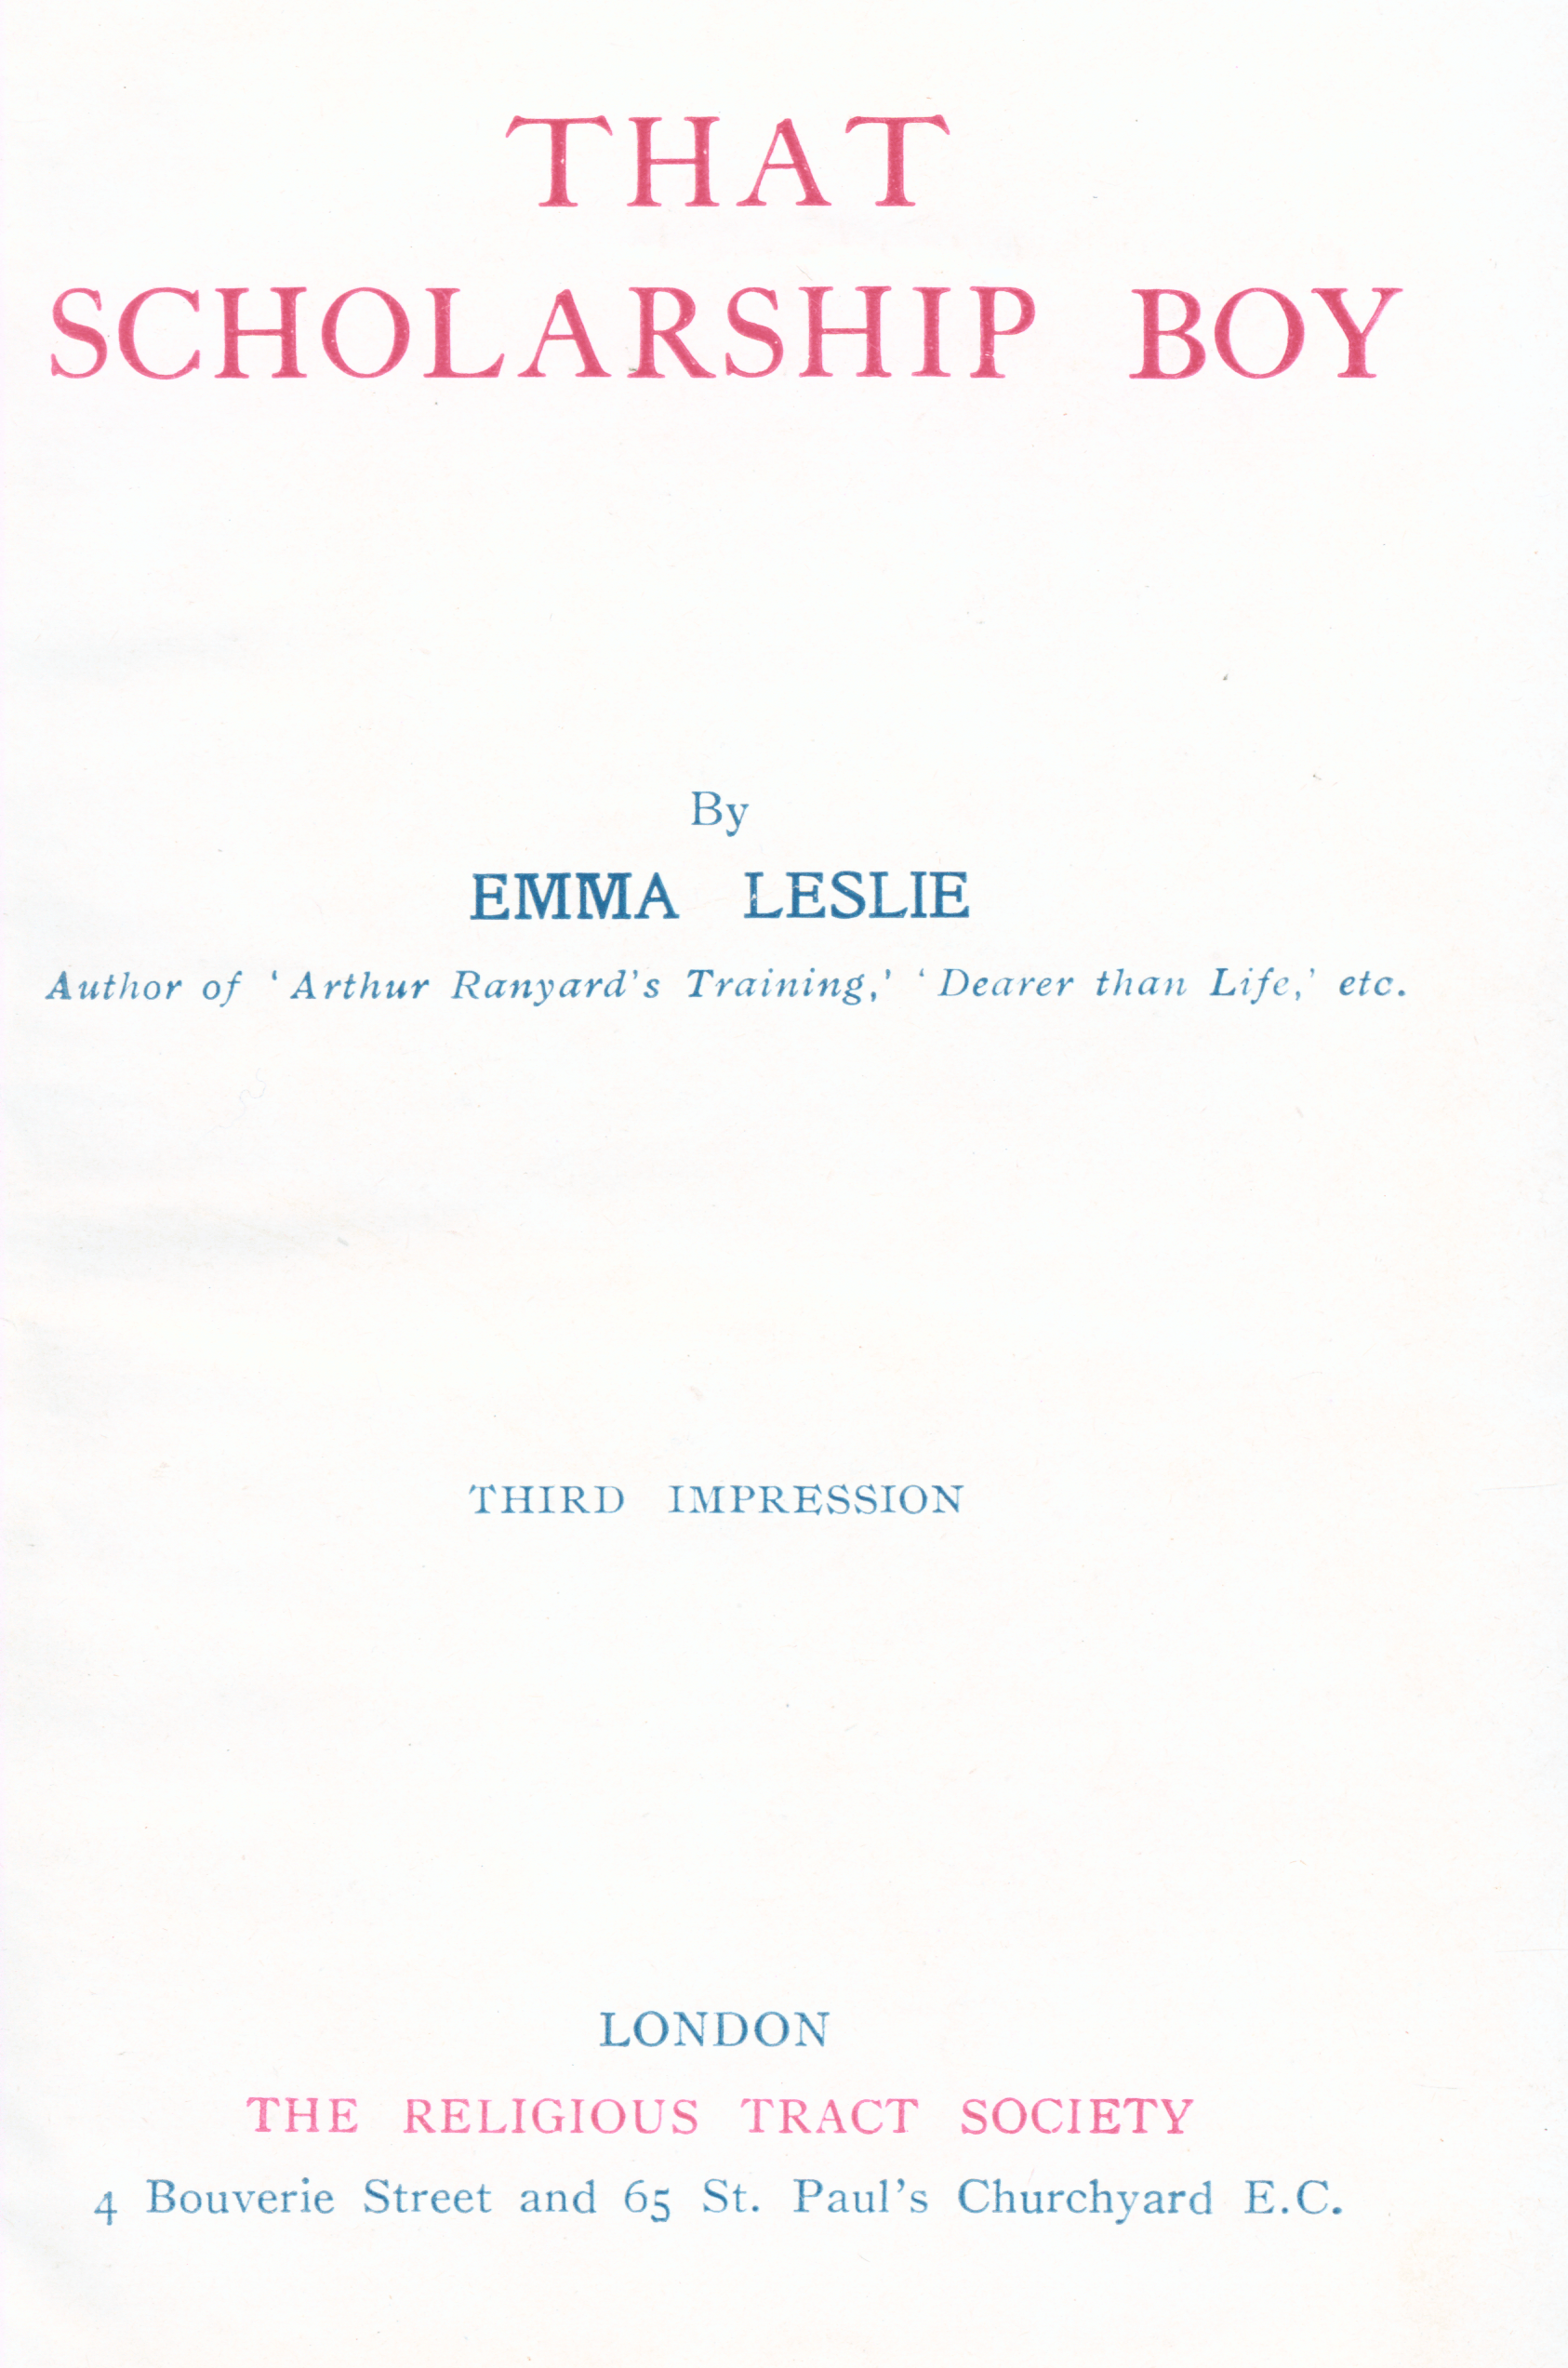 THAT
SCHOLARSHIP BOY
By
EMMA LESLIE
Author of ‘Arthur Ranyard’s Training,’ ‘Dearer than Life,’ etc.
THIRD IMPRESSION
LONDON
THE RELIGIOUS TRACT SOCIETY
4 Bouverie Street and 65 St. Paul’s Churchyard E.C.